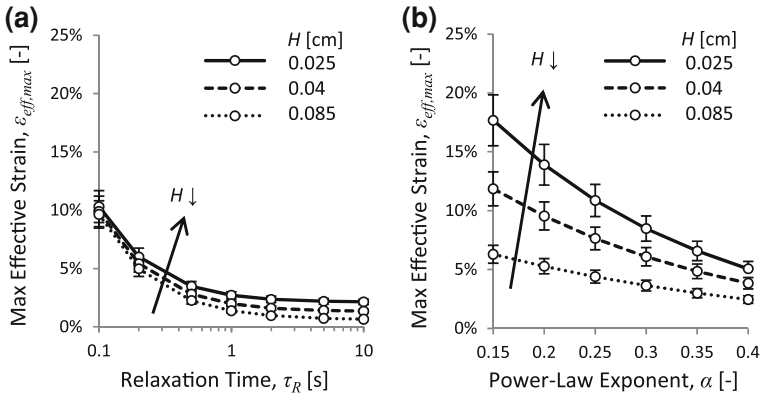 (a)
Max Effective Strain, εeff,max [-]
25%
20%
15%
10%
5%
0%
H [cm]
0.025
0.04
0.085
H ↓
0.1
1
10
Relaxation Time, τR [s]
(b)
Max Effective Strain, εeff,max [-]
25%
20%
15%
10%
5%
0%
H [cm]
0.025
0.04
0.085
H ↓
0.15
0.2
0.25
0.3
0.35
0.4
Power-Law Exponent, α [-]